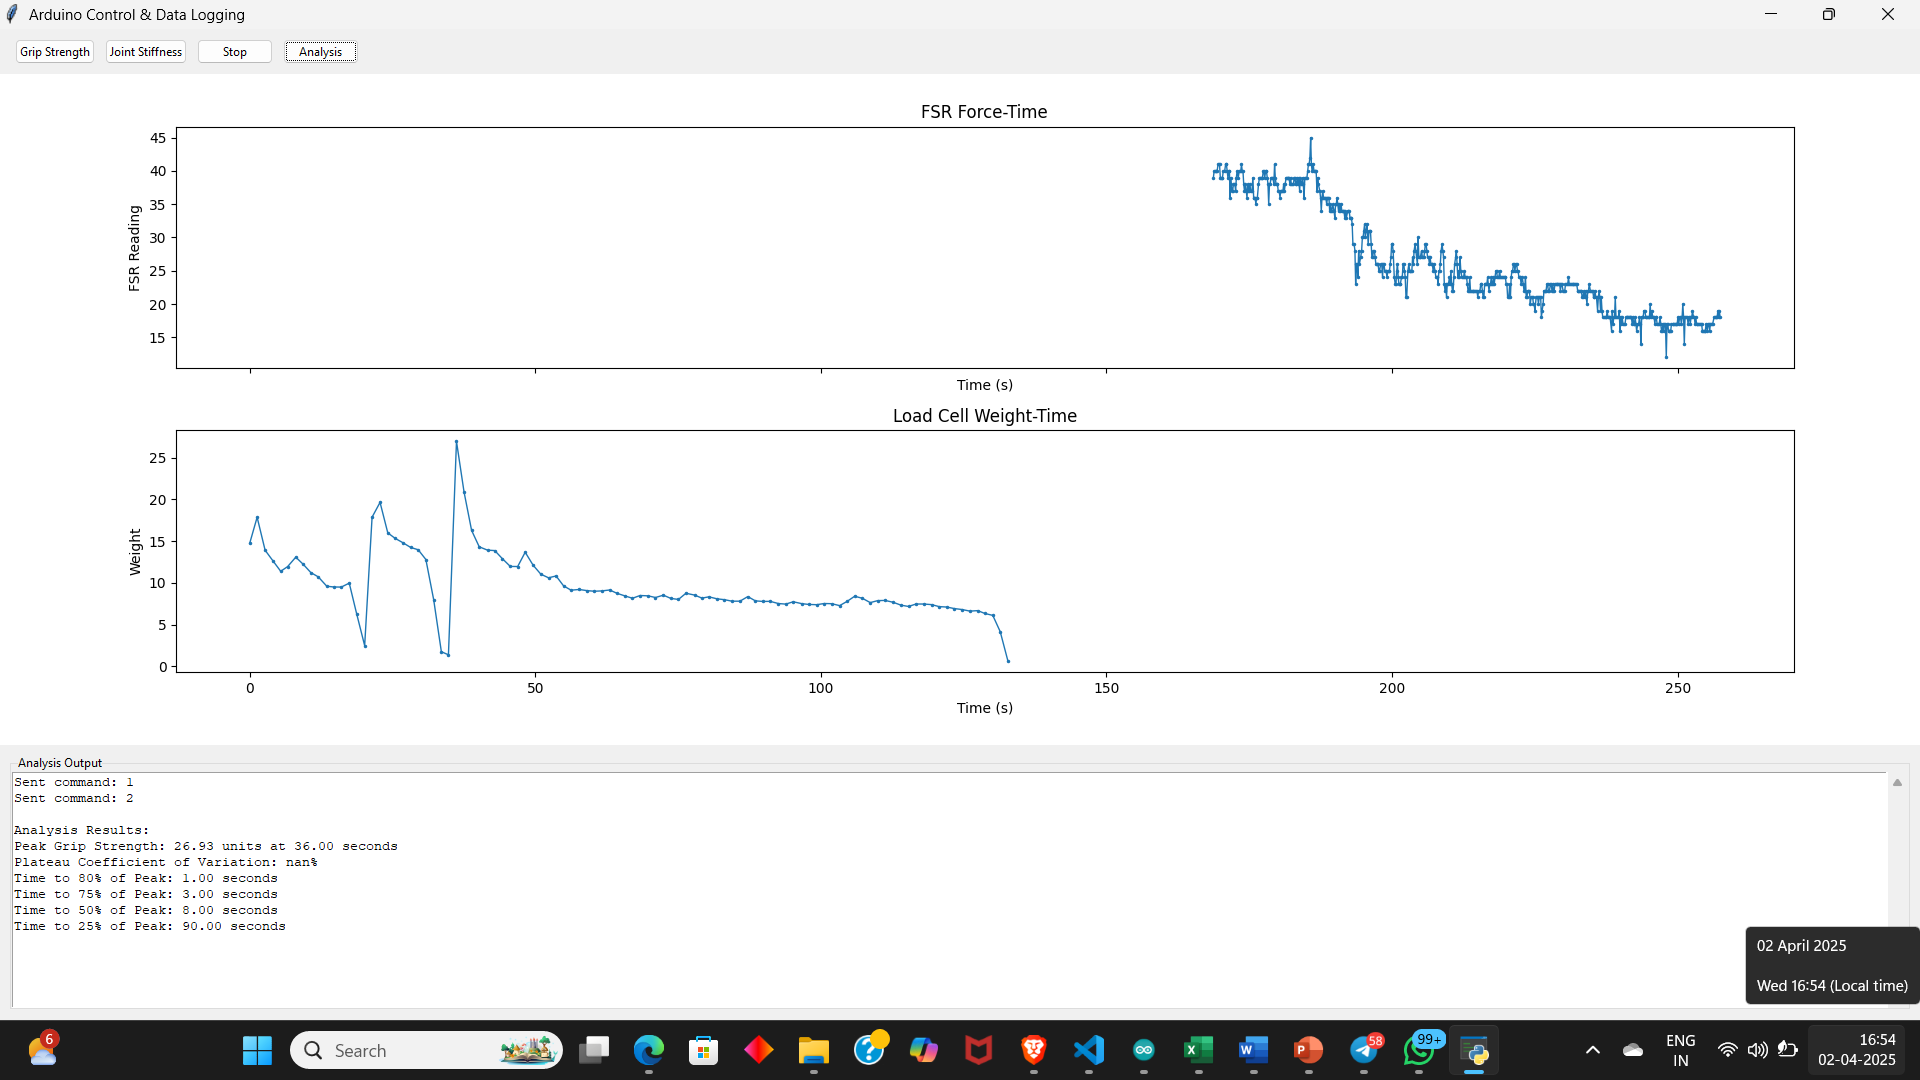 Arduino Control & Data Logging
Grip Strength Joint Stiffness Stop Analysis
FSR Force-Time
45
40
35
30
25
20
15
FSR Reading
Time (s)
Load Cell Weight-Time
25
20
15
10
5
0
Weight
0 50 100 150 200 250
Time (s)
Analysis Output
Sent command: 1
Sent command: 2
Analysis Results:
Peak Grip Strength: 26.93 units at 36.00 seconds
Plateau Coefficient of Variation: nan%
Time to 80% of Peak: 1.00 seconds
Time to 75% of Peak: 3.00 seconds
Time to 50% of Peak: 8.00 seconds
Time to 25% of Peak: 90.00 seconds
02 April 2025
Wed 16:54 (Local time)
6
Search
58
99+
ENG
IN
16:54
02-04-2025